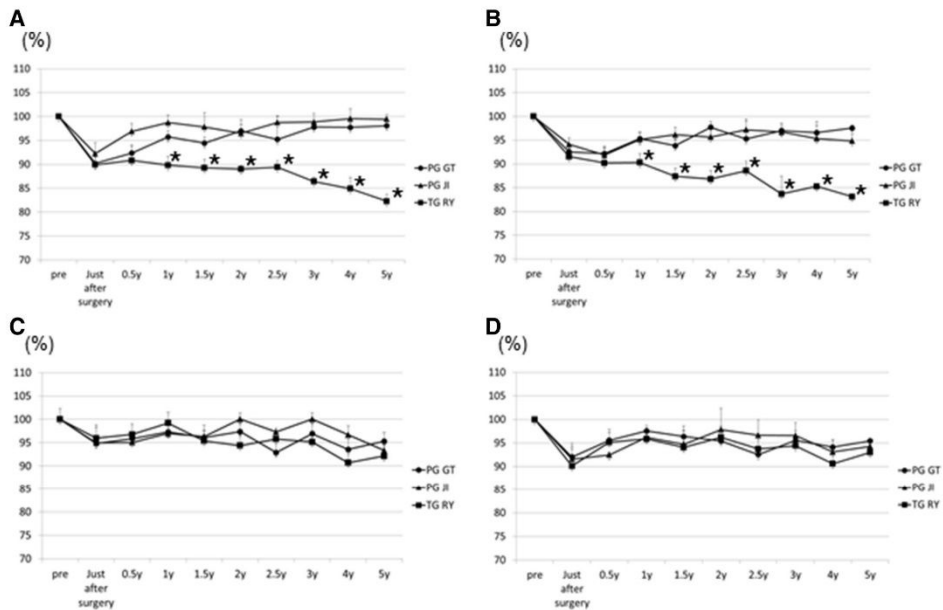 A
(%)
110
105
100
95
90
85
80
75
70
pre
Just after surgery
0.5y
1y
1.5y
2y
2.5y
3y
4y
5y
* * * * * * *
PG GT
PG JI
TG RY
B
(%)
110
105
100
95
90
85
80
75
70
pre
Just after surgery
0.5y
1y
1.5y
2y
2.5y
3y
4y
5y
* * * * * * *
PG GT
PG JI
TG RY
C
(%)
110
105
100
95
90
85
80
75
70
pre
Just after surgery
0.5y
1y
1.5y
2y
2.5y
3y
4y
5y
PG GT
PG JI
TG RY
D
(%)
110
105
100
95
90
85
80
75
70
pre
Just after surgery
0.5y
1y
1.5y
2y
2.5y
3y
4y
5y
PG GT
PG JI
TG RY